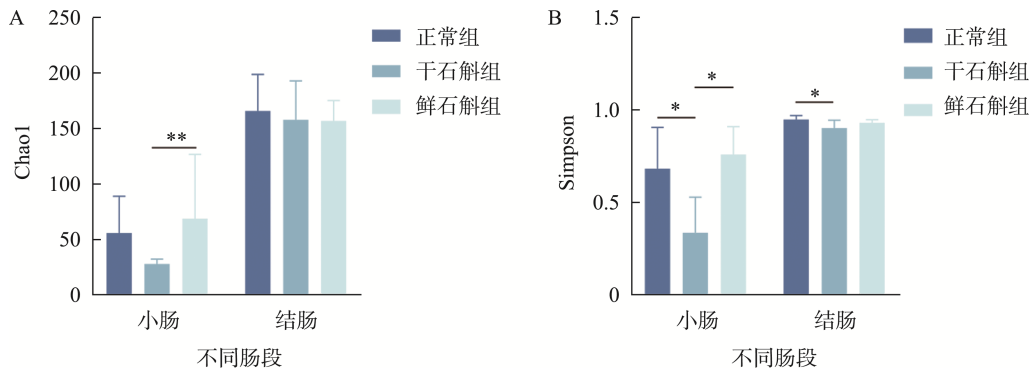 A
250
200
150
100
50
0
Chao1
正常组
干石斛组
鲜石斛组
**
小肠
结肠
不同肠段
B
1.5
1.0
0.5
0
Simpson
正常组
干石斛组
鲜石斛组
*
*
*
小肠
结肠
不同肠段